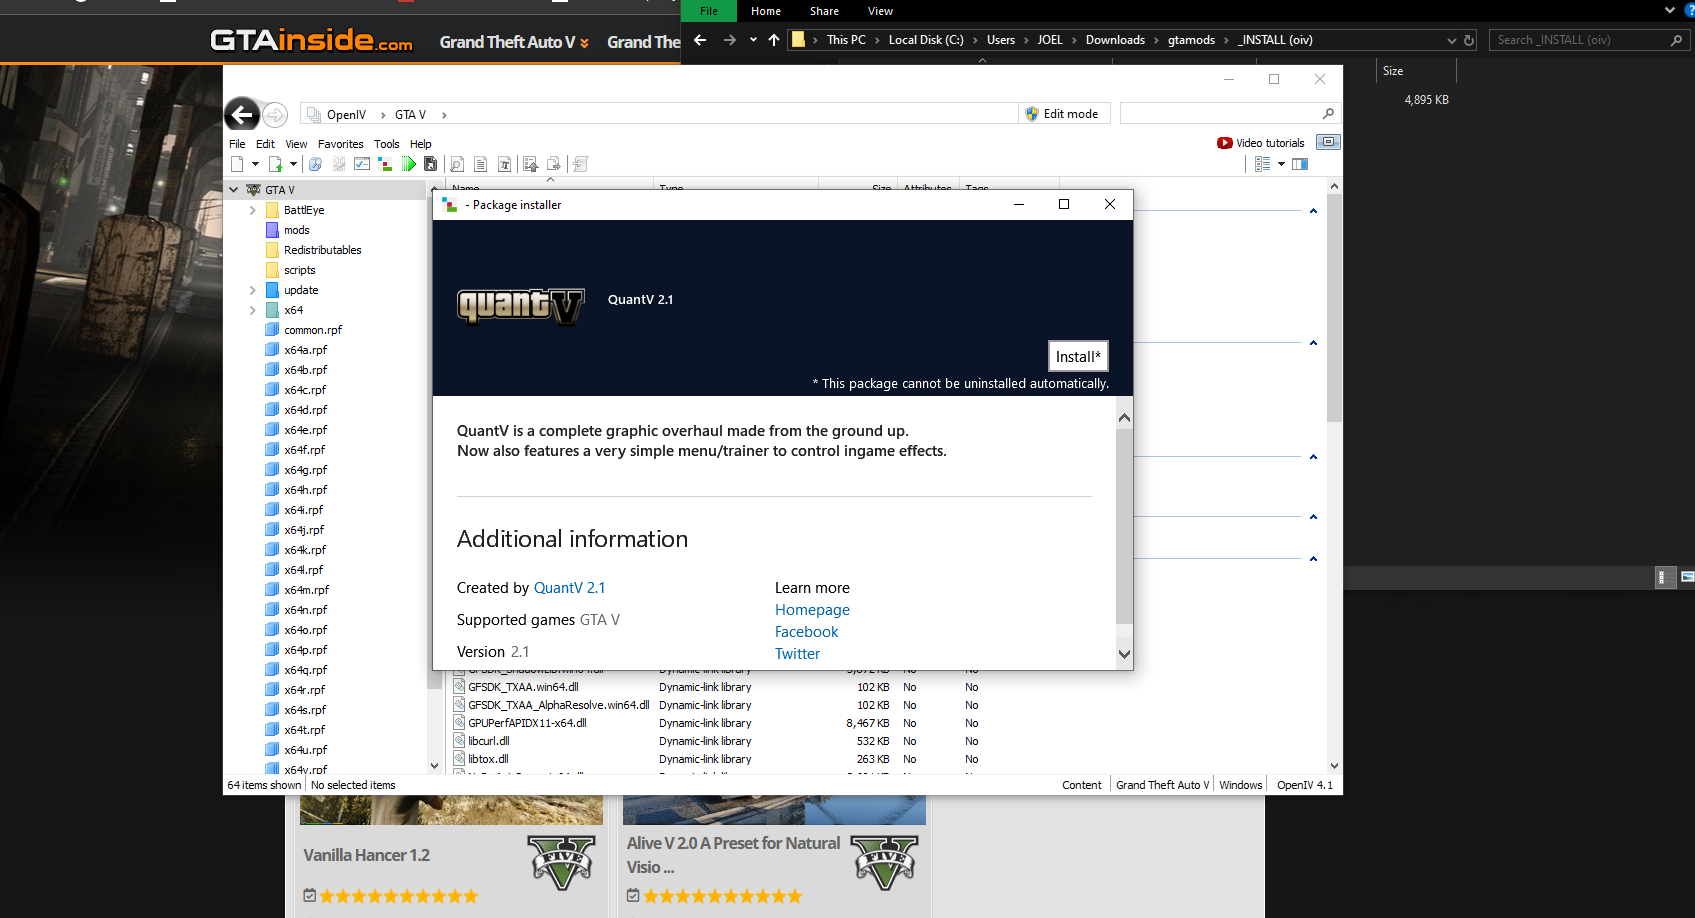 File
Home
Share
View
GTAinside.com
Grand Theft Auto V
Grand The
This PC
Local Disk (C:)
Users
JOEL
Downloads
gtamods
_INSTALL (oiv)
Search _INSTALL (oiv)
Size
4,895 KB
OpenIV
GTA V
Edit mode
File
Edit
View
Favorites
Tools
Help
Video tutorials
GTA V
Name
Type
Size
Attributes
Tags
BattlEye
mods
Redistributables
scripts
update
x64
common.rpf
x64a.rpf
x64b.rpf
x64c.rpf
x64d.rpf
x64e.rpf
x64f.rpf
x64g.rpf
x64h.rpf
x64i.rpf
x64j.rpf
x64k.rpf
x64l.rpf
x64m.rpf
x64n.rpf
x64o.rpf
x64p.rpf
x64q.rpf
x64r.rpf
x64s.rpf
x64t.rpf
x64u.rpf
x64v.rpf
- Package installer
quantV
QuantV 2.1
Install*
* This package cannot be uninstalled automatically.
QuantV is a complete graphic overhaul made from the ground up.
Now also features a very simple menu/trainer to control ingame effects.
Additional information
Created by QuantV 2.1
Supported games GTA V
Version 2.1
Learn more
Homepage
Facebook
Twitter
GFSDK_TXAA.win64.dll Dynamic-link library 102 KB No No
GFSDK_TXAA_AlphaResolve.win64.dll Dynamic-link library 102 KB No No
GPUPerfAPIDX11-x64.dll Dynamic-link library 8,467 KB No No
libcurl.dll Dynamic-link library 532 KB No No
libtox.dll Dynamic-link library 263 KB No No
64 items shown
No selected items
Content
Grand Theft Auto V
Windows
OpenIV 4.1
Vanilla Hancer 1.2
FIVE
Alive V 2.0 A Preset for Natural
Visio ...
FIVE